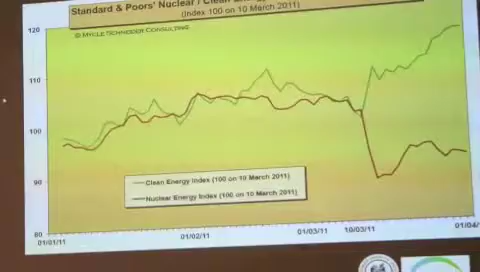 Standard & Poors' Nuclear / Clean
(Index 100 on 10 March 2011)
© Mycle Schneider Consulting
120
110
100
90
80
Clean Energy Index (100 on 10 March 2011)
Nuclear Energy Index (100 on 10 March 2011)
01/01/11
01/02/11
01/03/11
10/03/11
01/04/